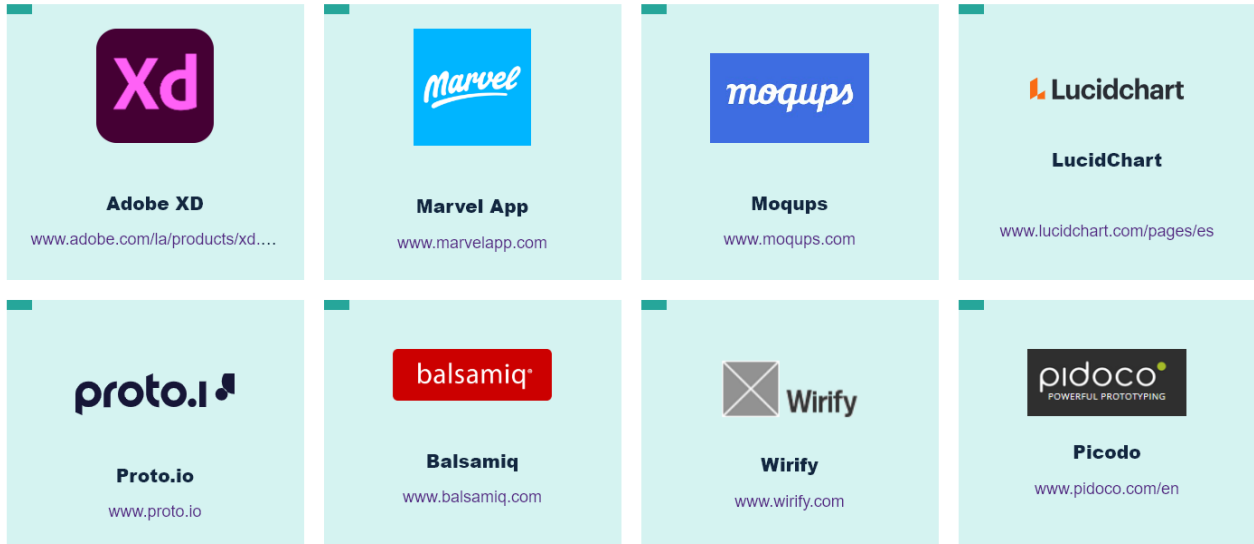 Xd
Marvel
moqups
Lucidchart
Adobe XD
www.adobe.com/la/products/xd....
Marvel App
www.marvelapp.com
Moqups
www.moqups.com
LucidChart
www.lucidchart.com/pages/es
proto.io
balsamiq®
Wirify
pidoco
POWERFUL PROTOTYPING
Proto.io
www.proto.io
Balsamiq
www.balsamiq.com
Wirify
www.wirify.com
Picodo
www.pidoco.com/en